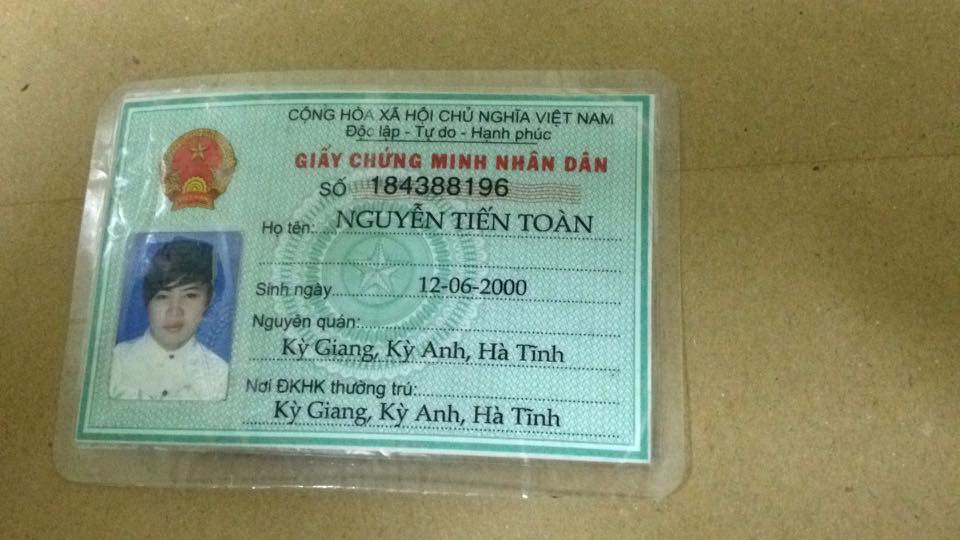 CỘNG HÒA XÃ HỘI CHỦ NGHĨA VIỆT NAM
Độc lập - Tự do - Hạnh phúc
GIẤY CHỨNG MINH NHÂN DÂN
SỐ 184388196
Họ tên: NGUYỄN TIẾN TOÀN
Sinh ngày 12-06-2000
Nguyên quán:
Kỳ Giang, Kỳ Anh, Hà Tĩnh
Nơi ĐKHK thường trú:
Kỳ Giang, Kỳ Anh, Hà Tĩnh